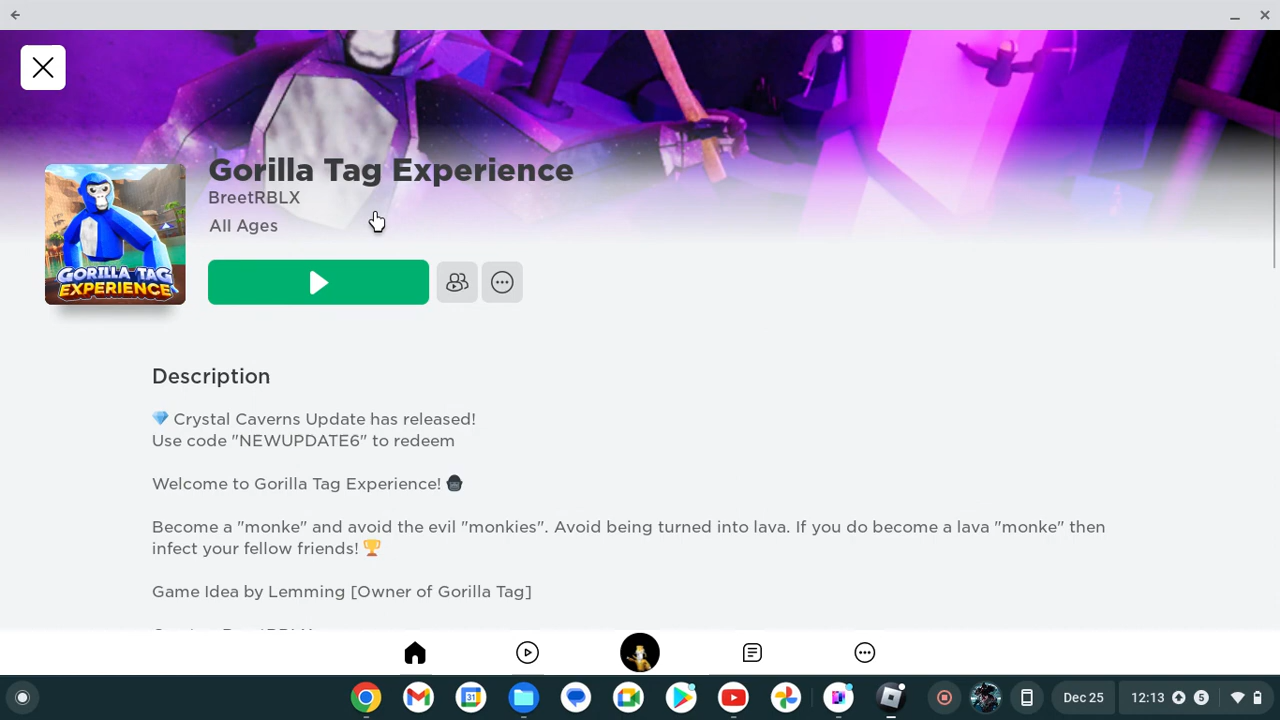 Gorilla Tag Experience
BreetRBLX
All Ages
GORILLA TAG
EXPERIENCE
Description
💎 Crystal Caverns Update has released!
Use code "NEWUPDATE6" to redeem
Welcome to Gorilla Tag Experience! 🦍
Become a "monke" and avoid the evil "monkies". Avoid being turned into lava. If you do become a lava "monke" then
infect your fellow friends! 🏆
Game Idea by Lemming [Owner of Gorilla Tag]
31
Dec 25
12:13
5